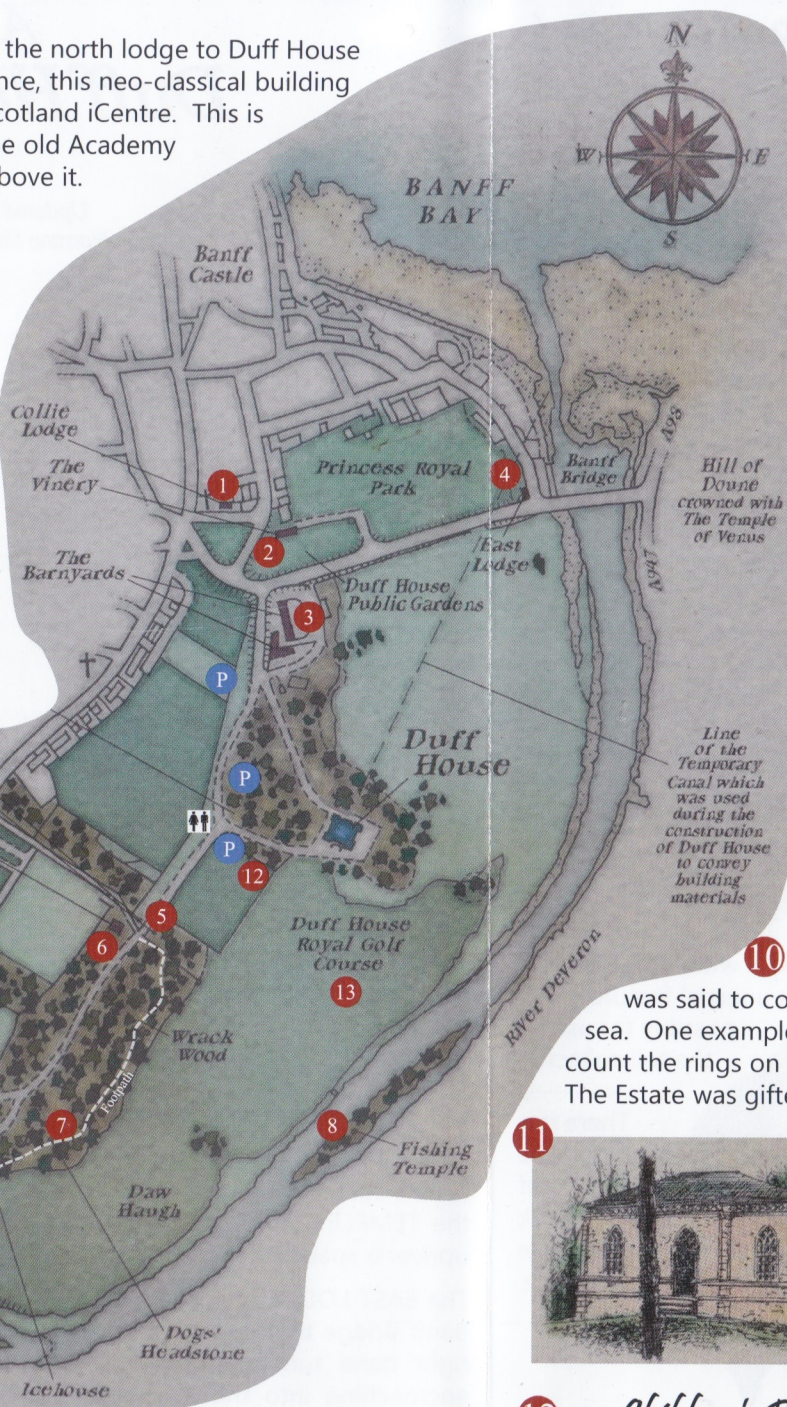 the north lodge to Duff House
nce, this neo-classical building
cotland iCentre. This is
e old Academy
bove it.
N
W
E
S
BANFF
BAY
Banff
Castle
Collie
Lodge
The
Vinery
The
Barnyards
1
Princess Royal
Park
4
Banff
Bridge
A98
A947
Hill of
Doune
crowned with
The Temple
of Venus
2
East
Lodge
Duff House
Public Gardens
3
P
Duff
House
P
P
12
Line
of the
Temporary
Canal which
was used
during the
construction
of Duff House
to convey
building
materials
5
6
Duff House
Royal Golf
Course
13
River Deveron
Wrack
Wood
Footpath
7
8
Fishing
Temple
Daw
Haugh
Dogs'
Headstone
Icehouse
10
was said to co
sea. One example
count the rings on
The Estate was gifte
11